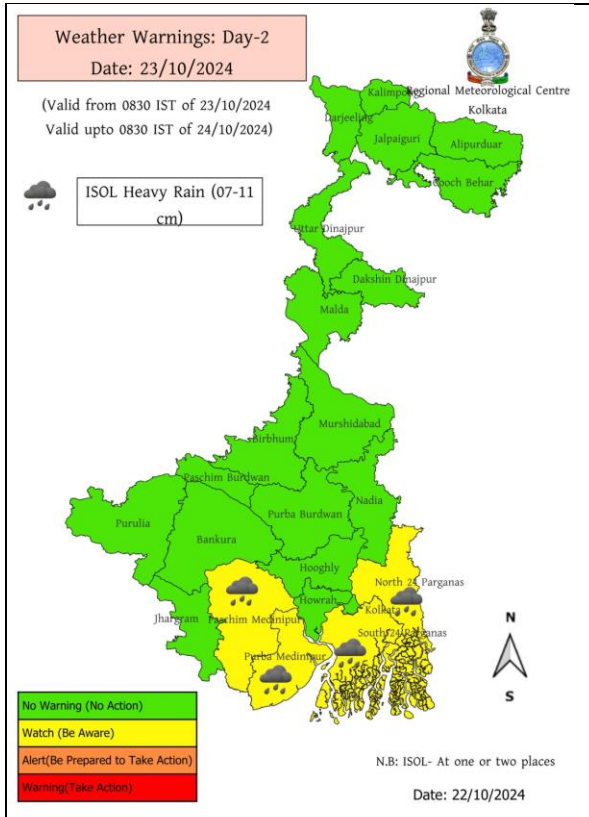 Weather Warnings: Day-2
Date: 23/10/2024
(Valid from 0830 IST of 23/10/2024
Valid upto 0830 IST of 24/10/2024)
Regional Meteorological Centre
Kolkata
ISOL Heavy Rain (07-11
cm)
Kalimpong
Darjeeling
Jalpaiguri
Alipurduar
Cooch Behar
Uttar Dinajpur
Dakshin Dinajpur
Malda
Murshidabad
Birbhum
Paschim Burdwan
Nadia
Purba Burdwan
Purulia
Bankura
Hooghly
North 24 Parganas
Howrah
Kolkata
Jhargram
Paschim Medinipur
South 24 Parganas
Purba Medinipur
N
S
No Warning (No Action)
Watch (Be Aware)
Alert(Be Prepared to Take Action)
Warning(Take Action)
N.B: ISOL- At one or two places
Date: 22/10/2024